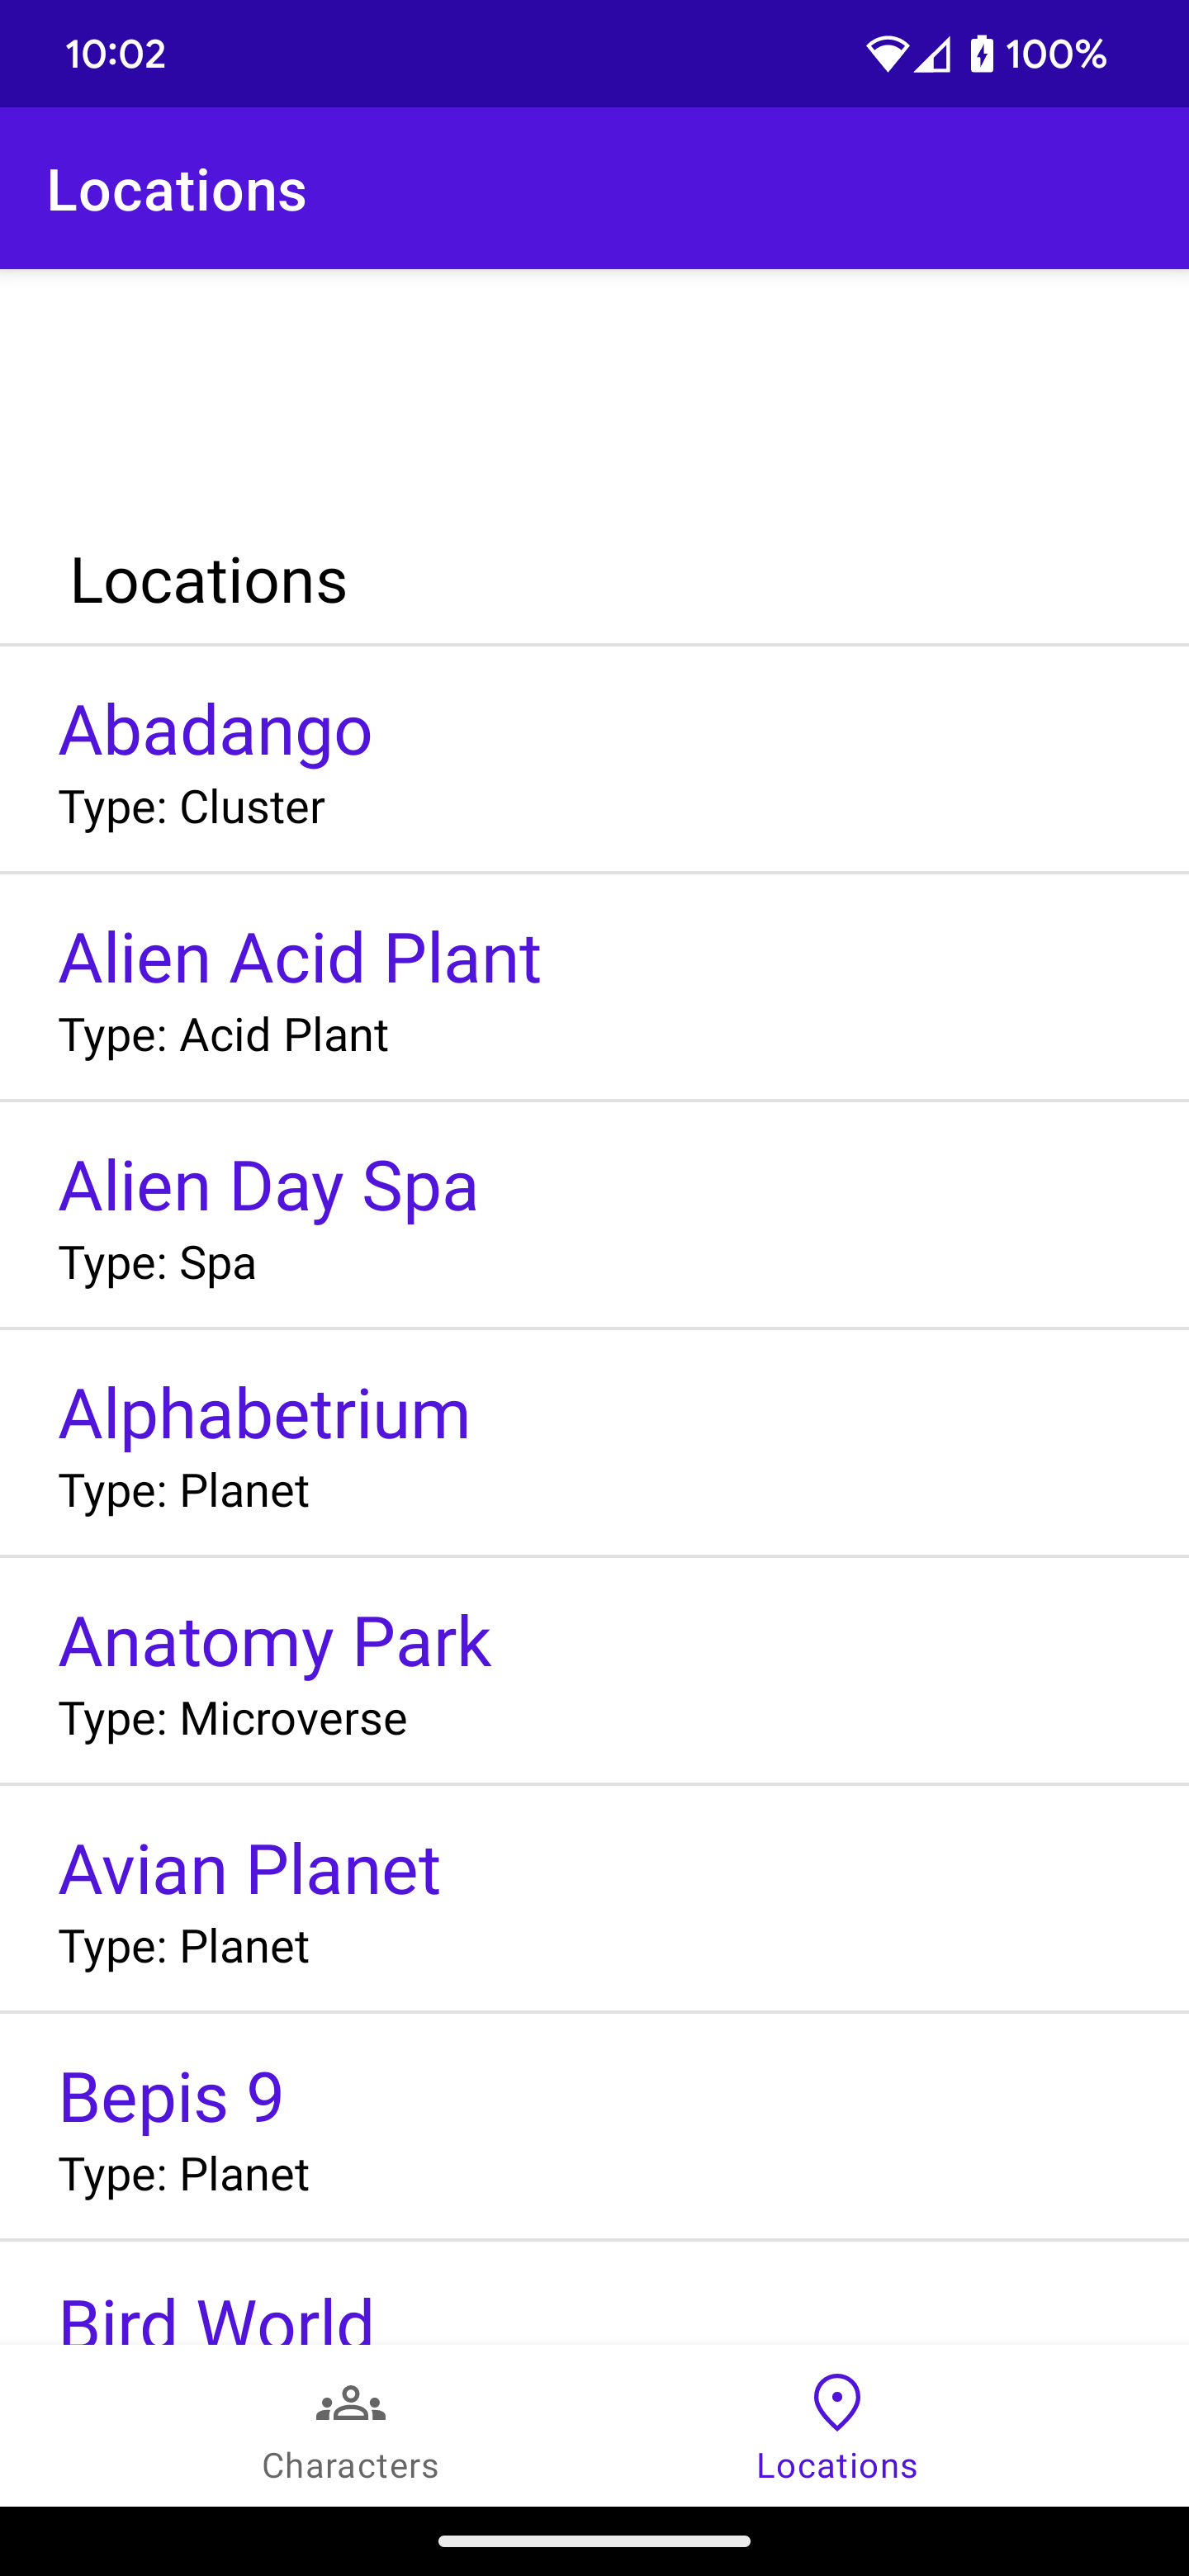 10:02
100%
Locations
Locations
Abadango
Type: Cluster
Alien Acid Plant
Type: Acid Plant
Alien Day Spa
Type: Spa
Alphabetrium
Type: Planet
Anatomy Park
Type: Microverse
Avian Planet
Type: Planet
Bepis 9
Type: Planet
Bird World
Characters
Locations